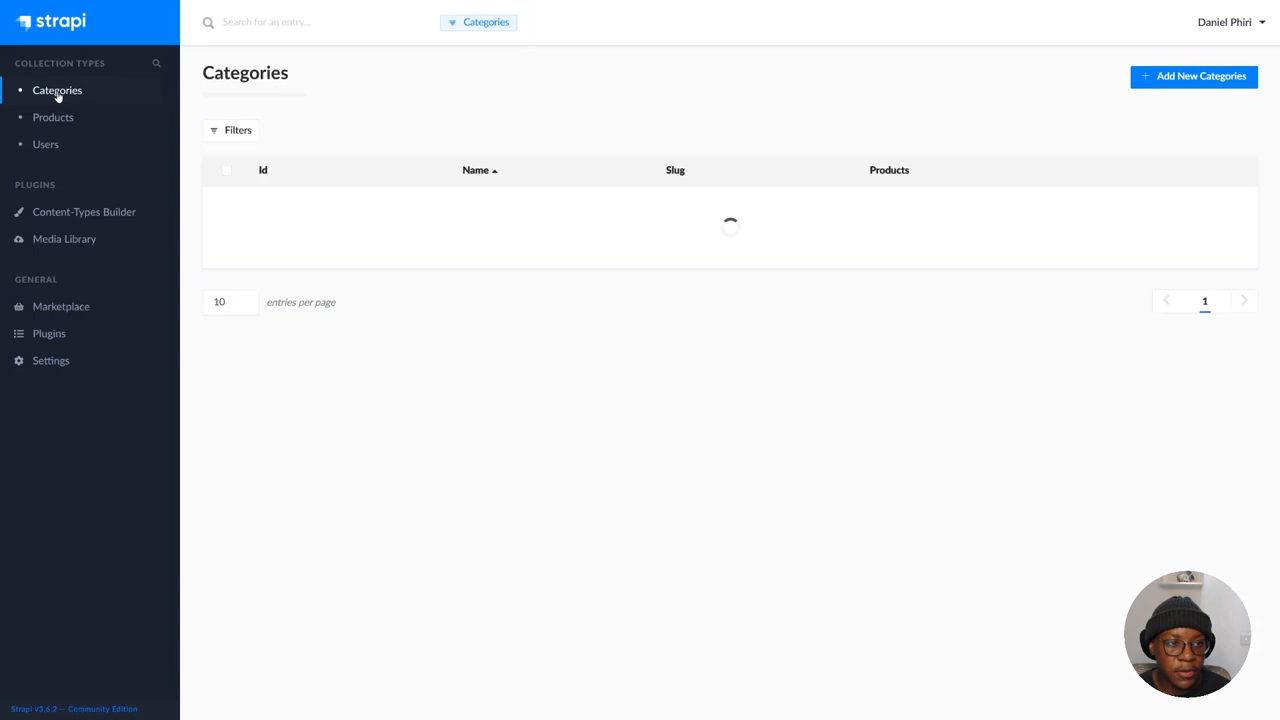 strapi
Search for an entry...
Categories
Daniel Phiri
COLLECTION TYPES
Categories
Products
Users
PLUGINS
Content-Types Builder
Media Library
GENERAL
Marketplace
Plugins
Settings
Strapi v3.6.2 — Community Edition
Categories
Add New Categories
Filters
Id Name Slug Products
10 entries per page
1